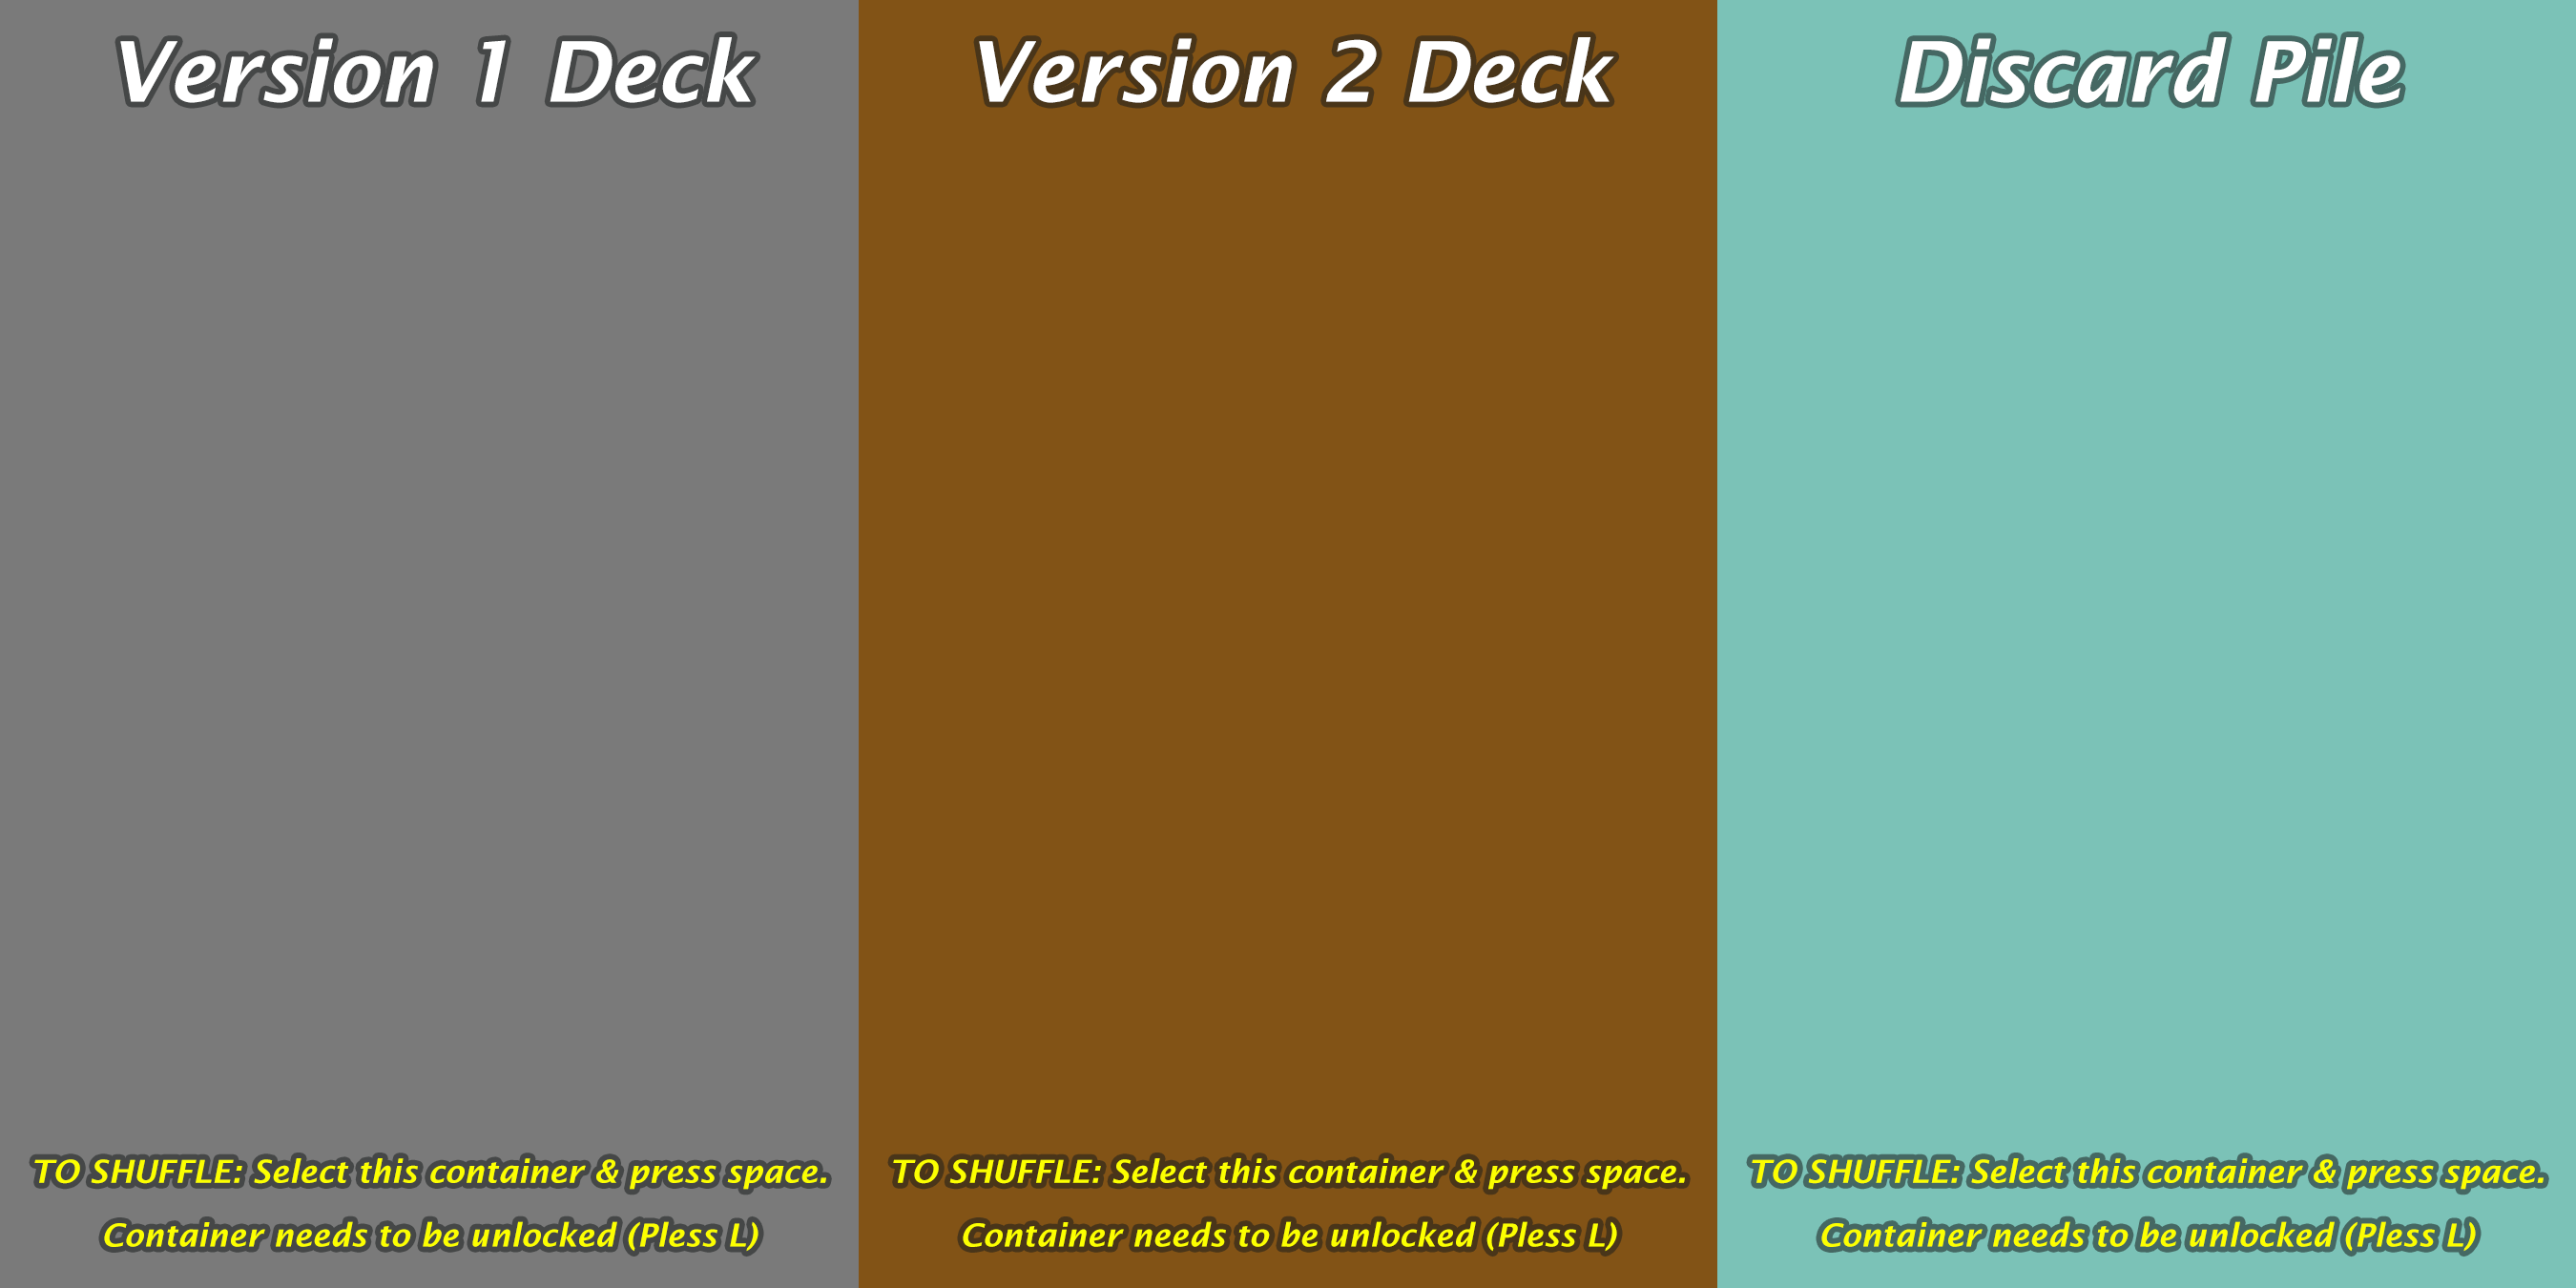 Version 1 Deck
TO SHUFFLE: Select this container & press space.
Container needs to be unlocked (Pless L)
Version 2 Deck
TO SHUFFLE: Select this container & press space.
Container needs to be unlocked (Pless L)
Discard Pile
TO SHUFFLE: Select this container & press space.
Container needs to be unlocked (Pless L)